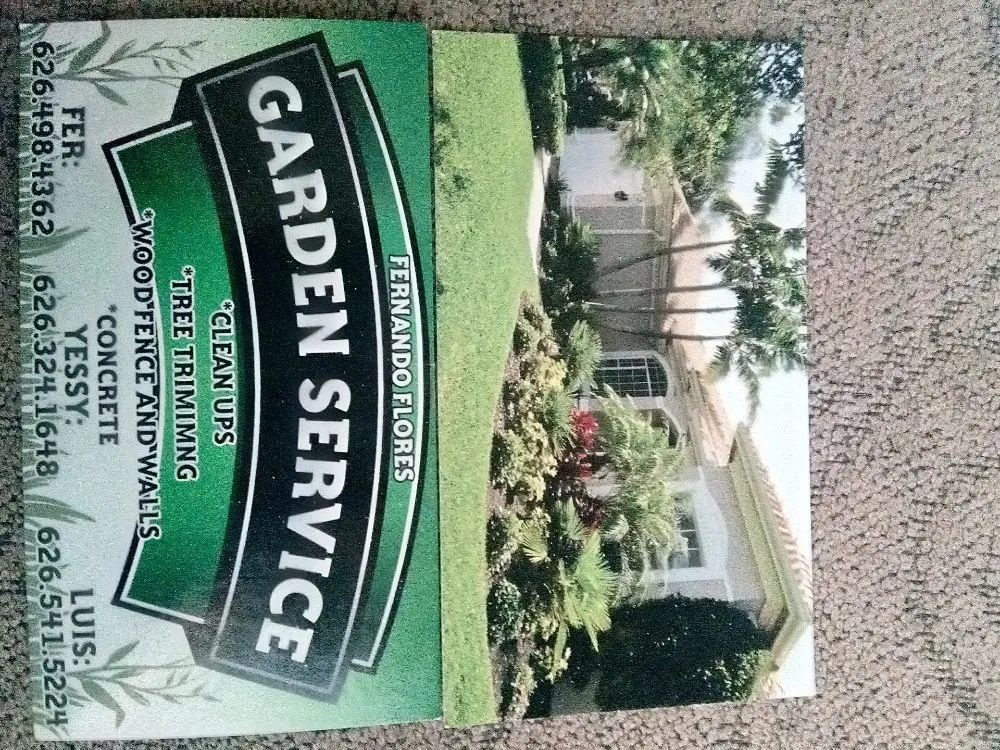 FERNANDO FLORES
GARDEN SERVICE
*CLEAN UPS
*TREE TRIMIMNG
*WOOD FENCE AND WALLS
*CONCRETE
FER:
626.498.4362
YESSY:
626.324.1648
LUIS:
626.541.5224